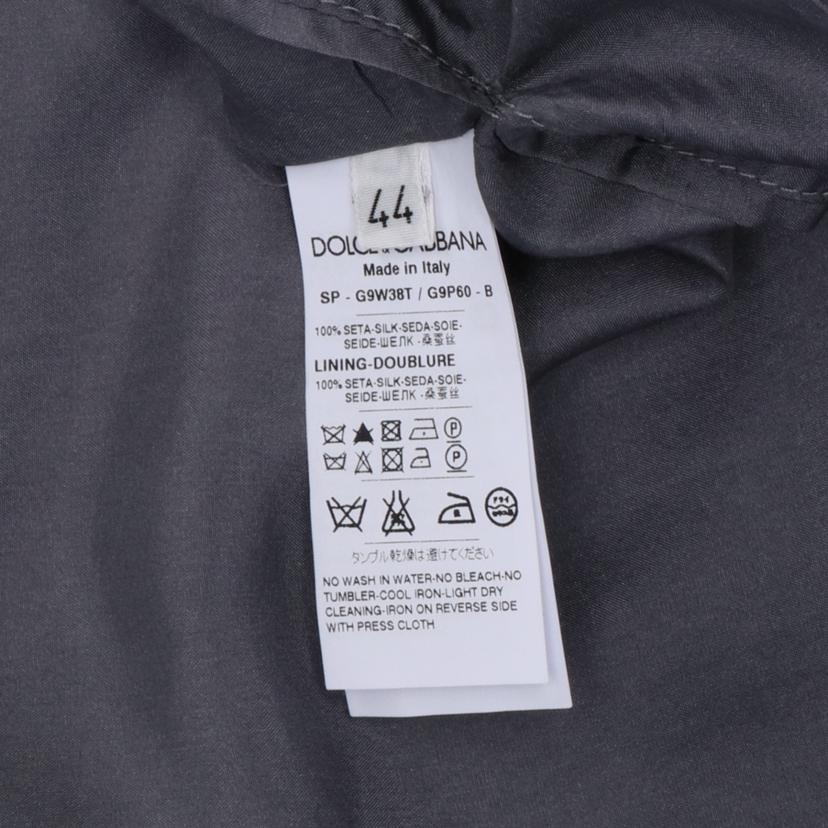 44
DOLCE & GABBANA
Made in Italy
SP - G9W38T / G9P60 - B
100% SETA-SILK-SEDA-SOIE-
SEIDE-ШЕЛК -桑蚕丝
LINING-DOUBLURE
100% SETA-SILK-SEDA-SOIE-
SEIDE-ШЕЛК -桑蚕丝
P
P
ドライ
タンブル乾燥は避けてください
NO WASH IN WATER-NO BLEACH-NO
TUMBLER-COOL IRON-LIGHT DRY
CLEANING-IRON ON REVERSE SIDE
WITH PRESS CLOTH